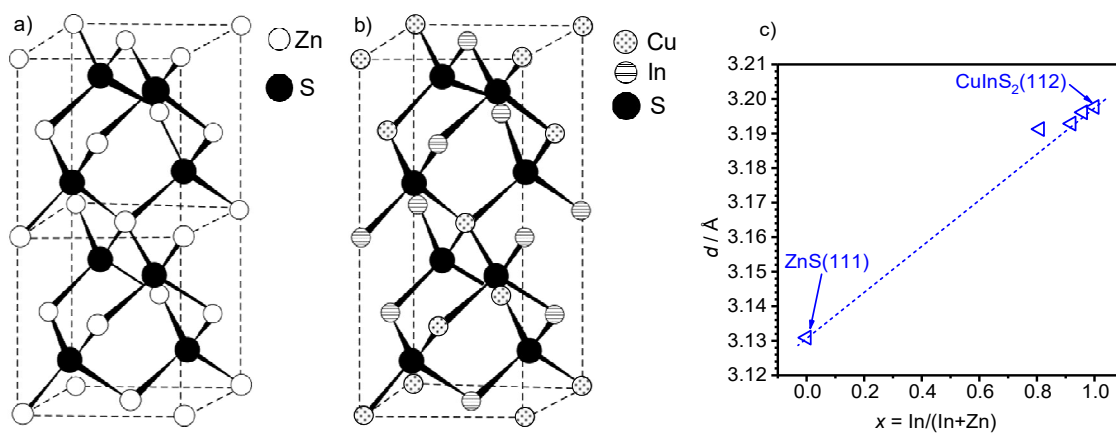 a)
Zn
S
b)
Cu
In
S
c)
3.21
3.20
3.19
3.18
3.17
3.16
3.15
3.14
3.13
3.12
d / Å
CuInS₂(112)
ZnS(111)
0.0 0.2 0.4 0.6 0.8 1.0
x = In/(In+Zn)